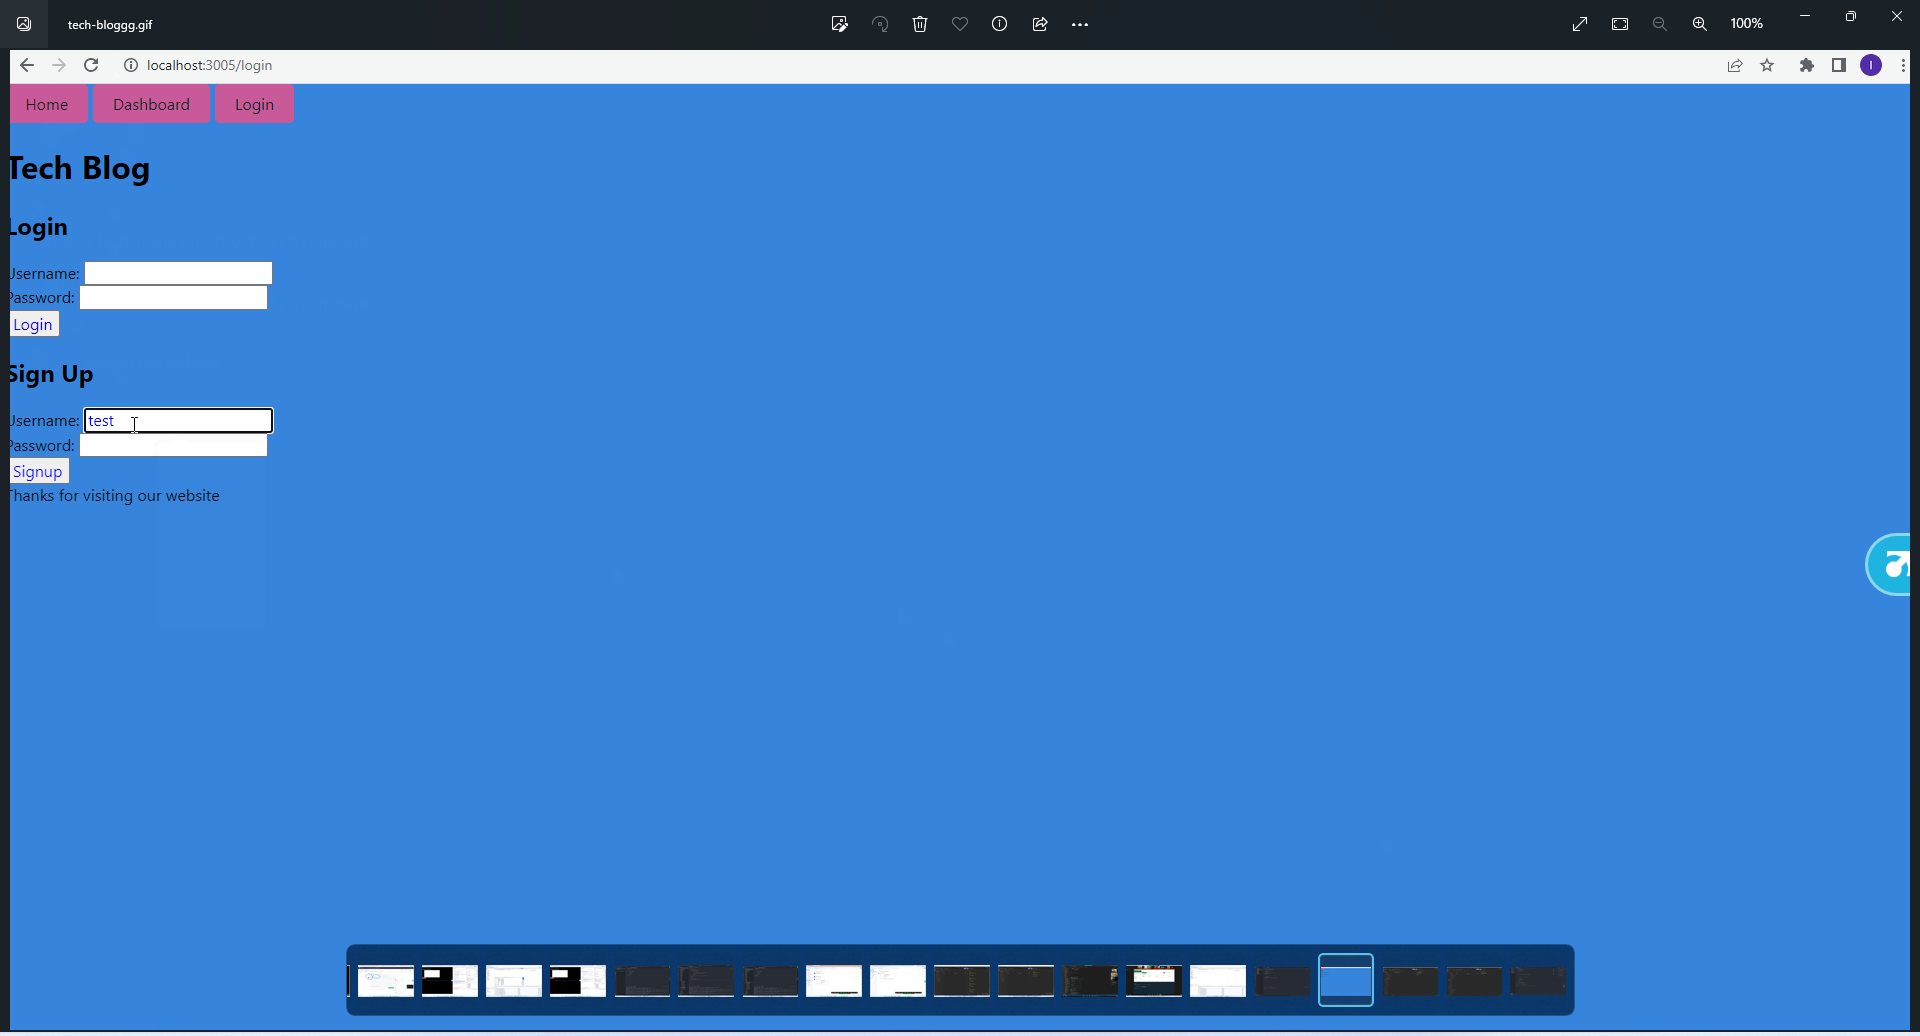 tech-bloggg.gif
100%
localhost:3005/login
I
Home Dashboard Login
Tech Blog
Login
Username:
Password:
Login
Sign Up
Username: test
Password:
Signup
Thanks for visiting our website